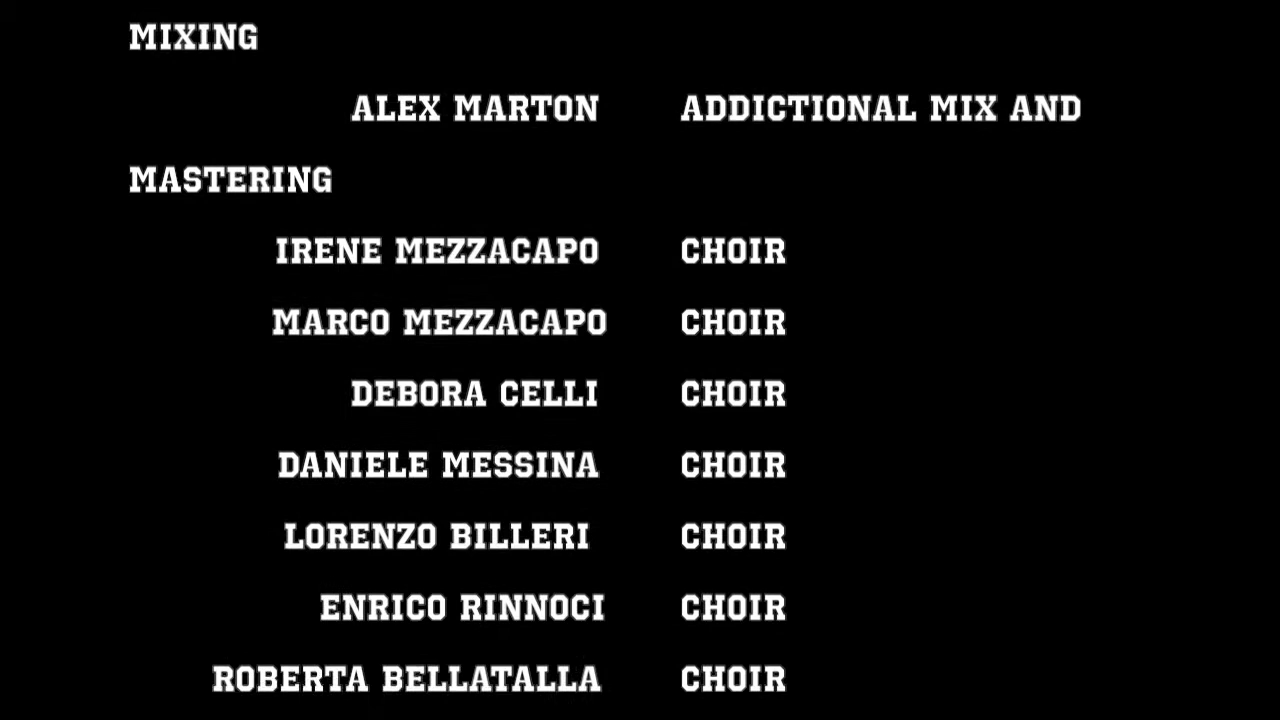 MIXING
ALEX MARTON ADDICTIONAL MIX AND
MASTERING
IRENE MEZZACAPO CHOIR
MARCO MEZZACAPO CHOIR
DEBORA CELLI CHOIR
DANIELE MESSINA CHOIR
LORENZO BILLERI CHOIR
ENRICO RINNOCI CHOIR
ROBERTA BELLATALLA CHOIR